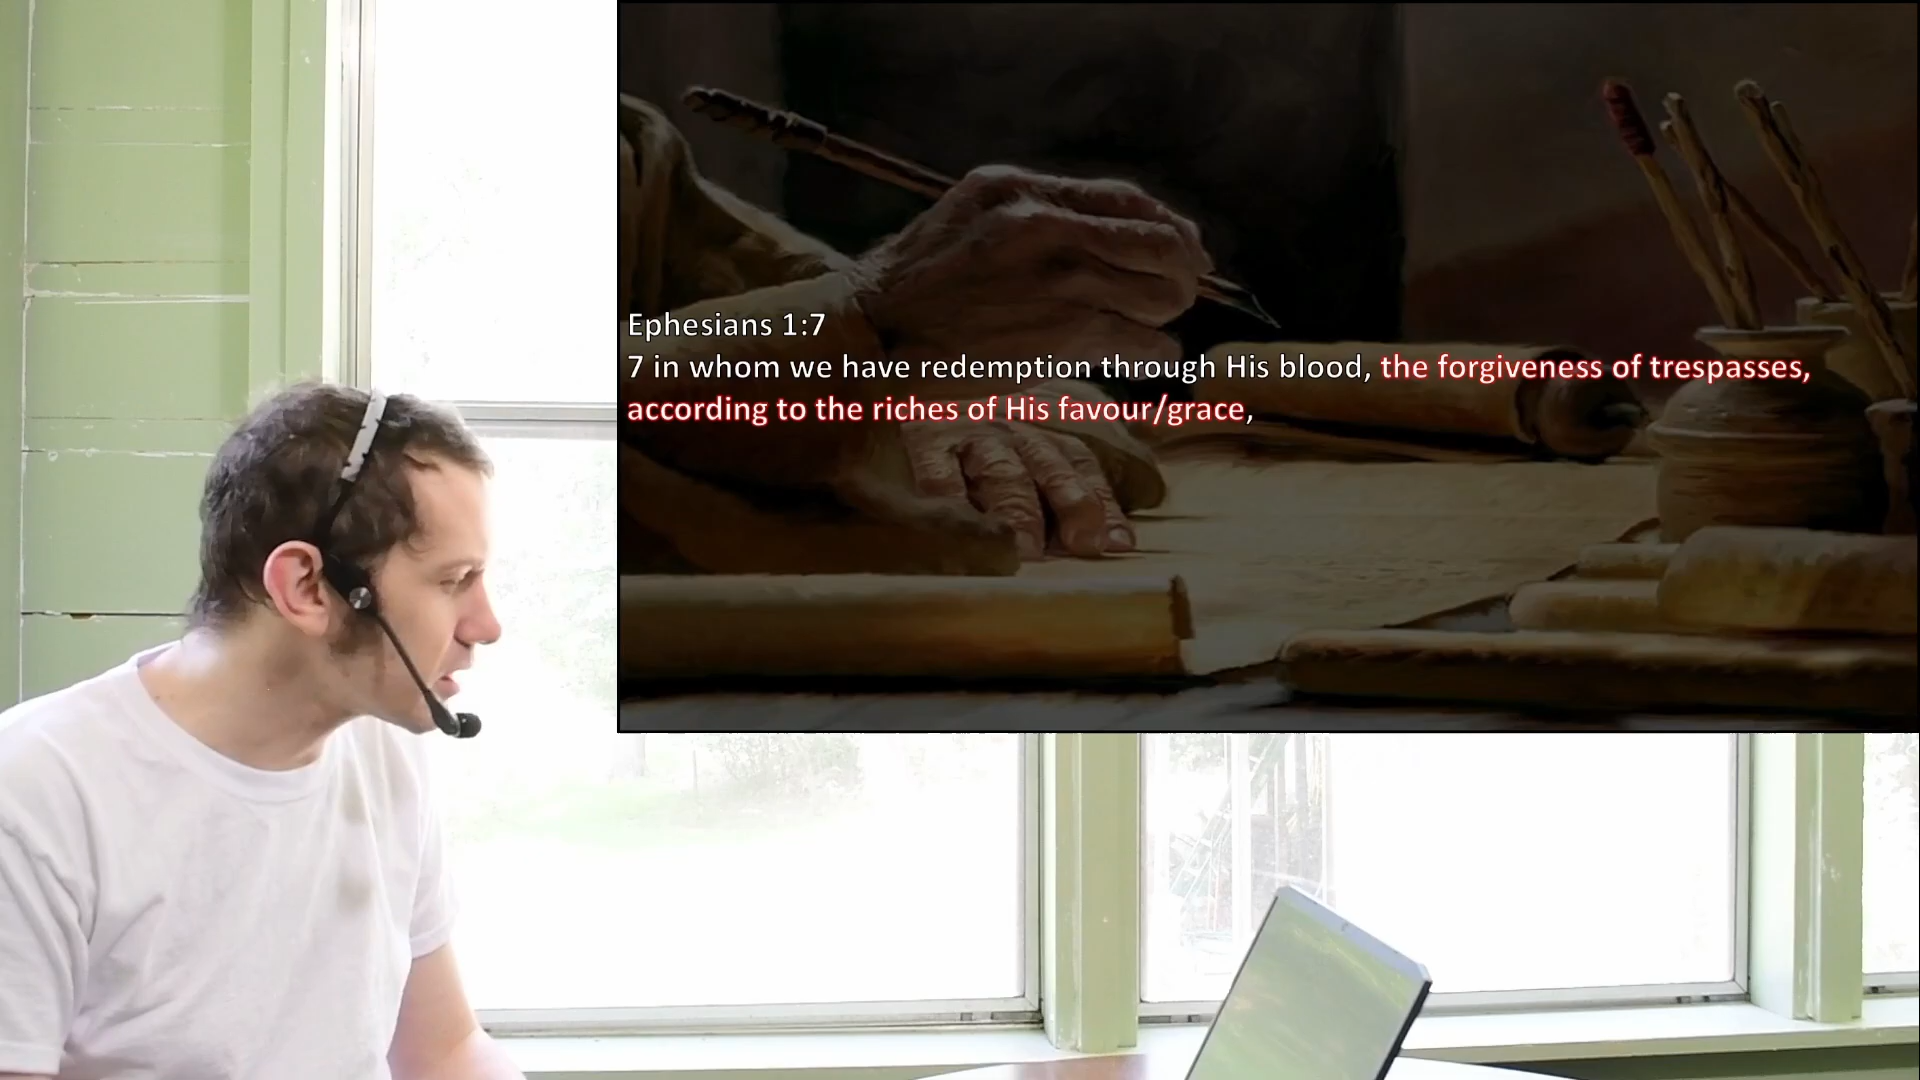 Ephesians 1:7
7 in whom we have redemption through His blood, the forgiveness of trespasses,
according to the riches of His favour/grace,